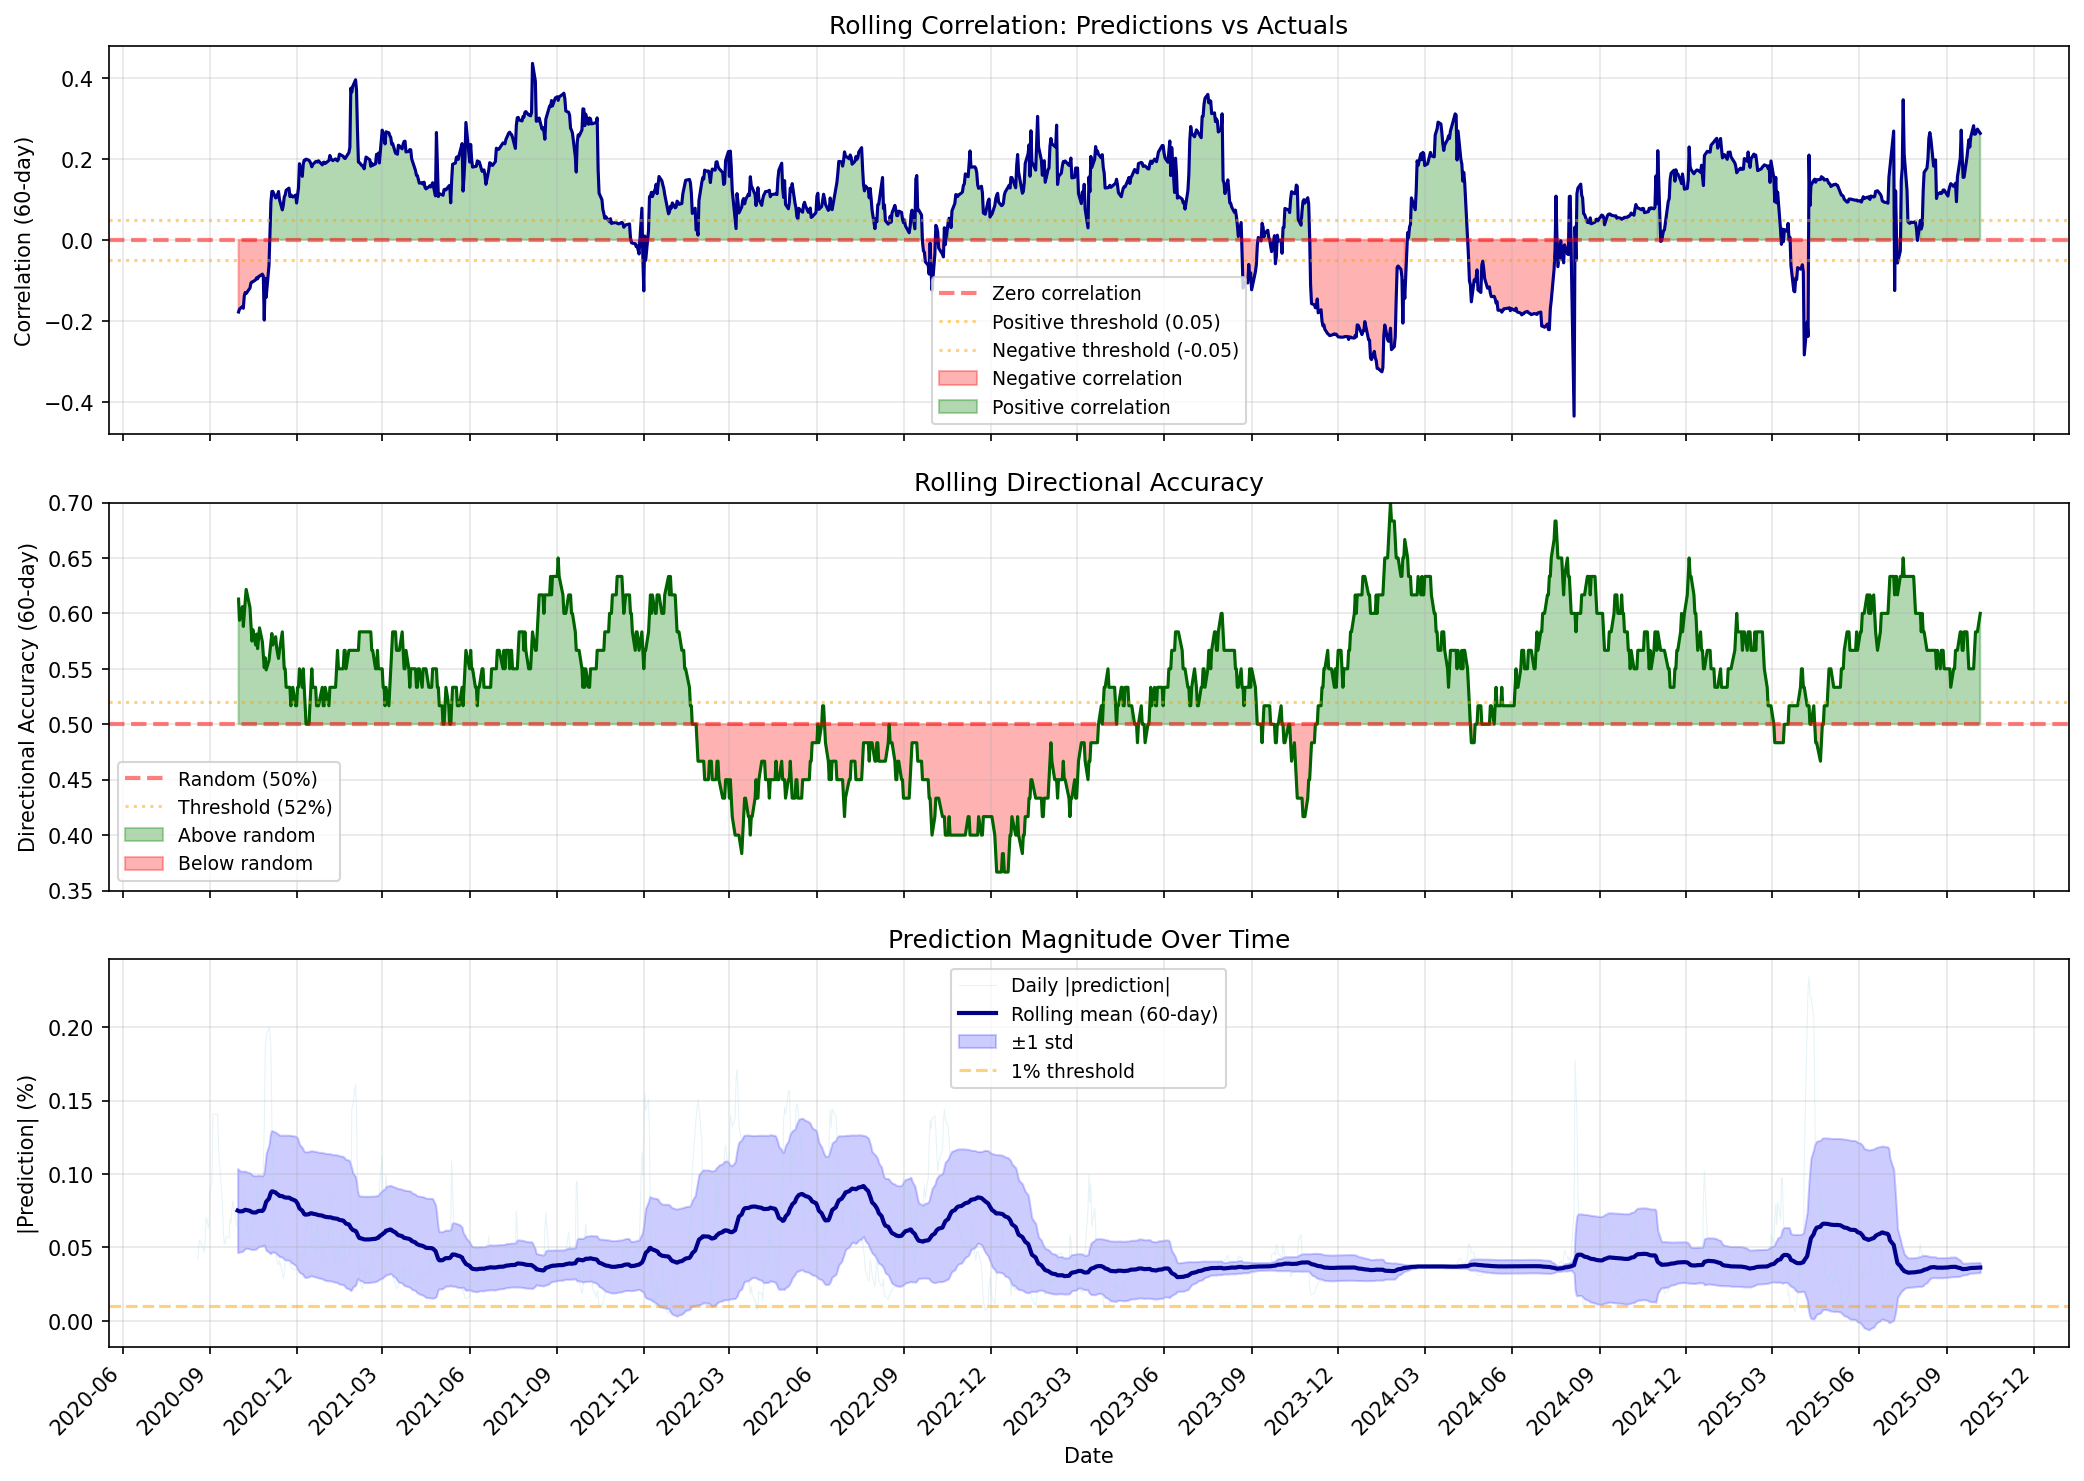 Rolling Correlation: Predictions vs Actuals
Correlation (60-day)
0.4
0.2
0.0
−0.2
−0.4
Zero correlation
Positive threshold (0.05)
Negative threshold (-0.05)
Negative correlation
Positive correlation
Rolling Directional Accuracy
Directional Accuracy (60-day)
0.70
0.65
0.60
0.55
0.50
0.45
0.40
0.35
Random (50%)
Threshold (52%)
Above random
Below random
Prediction Magnitude Over Time
|Prediction| (%)
0.20
0.15
0.10
0.05
0.00
Daily |prediction|
Rolling mean (60-day)
±1 std
1% threshold
2020-06
2020-09
2020-12
2021-03
2021-06
2021-09
2021-12
2022-03
2022-06
2022-09
2022-12
2023-03
2023-06
2023-09
2023-12
2024-03
2024-06
2024-09
2024-12
2025-03
2025-06
2025-09
2025-12
Date